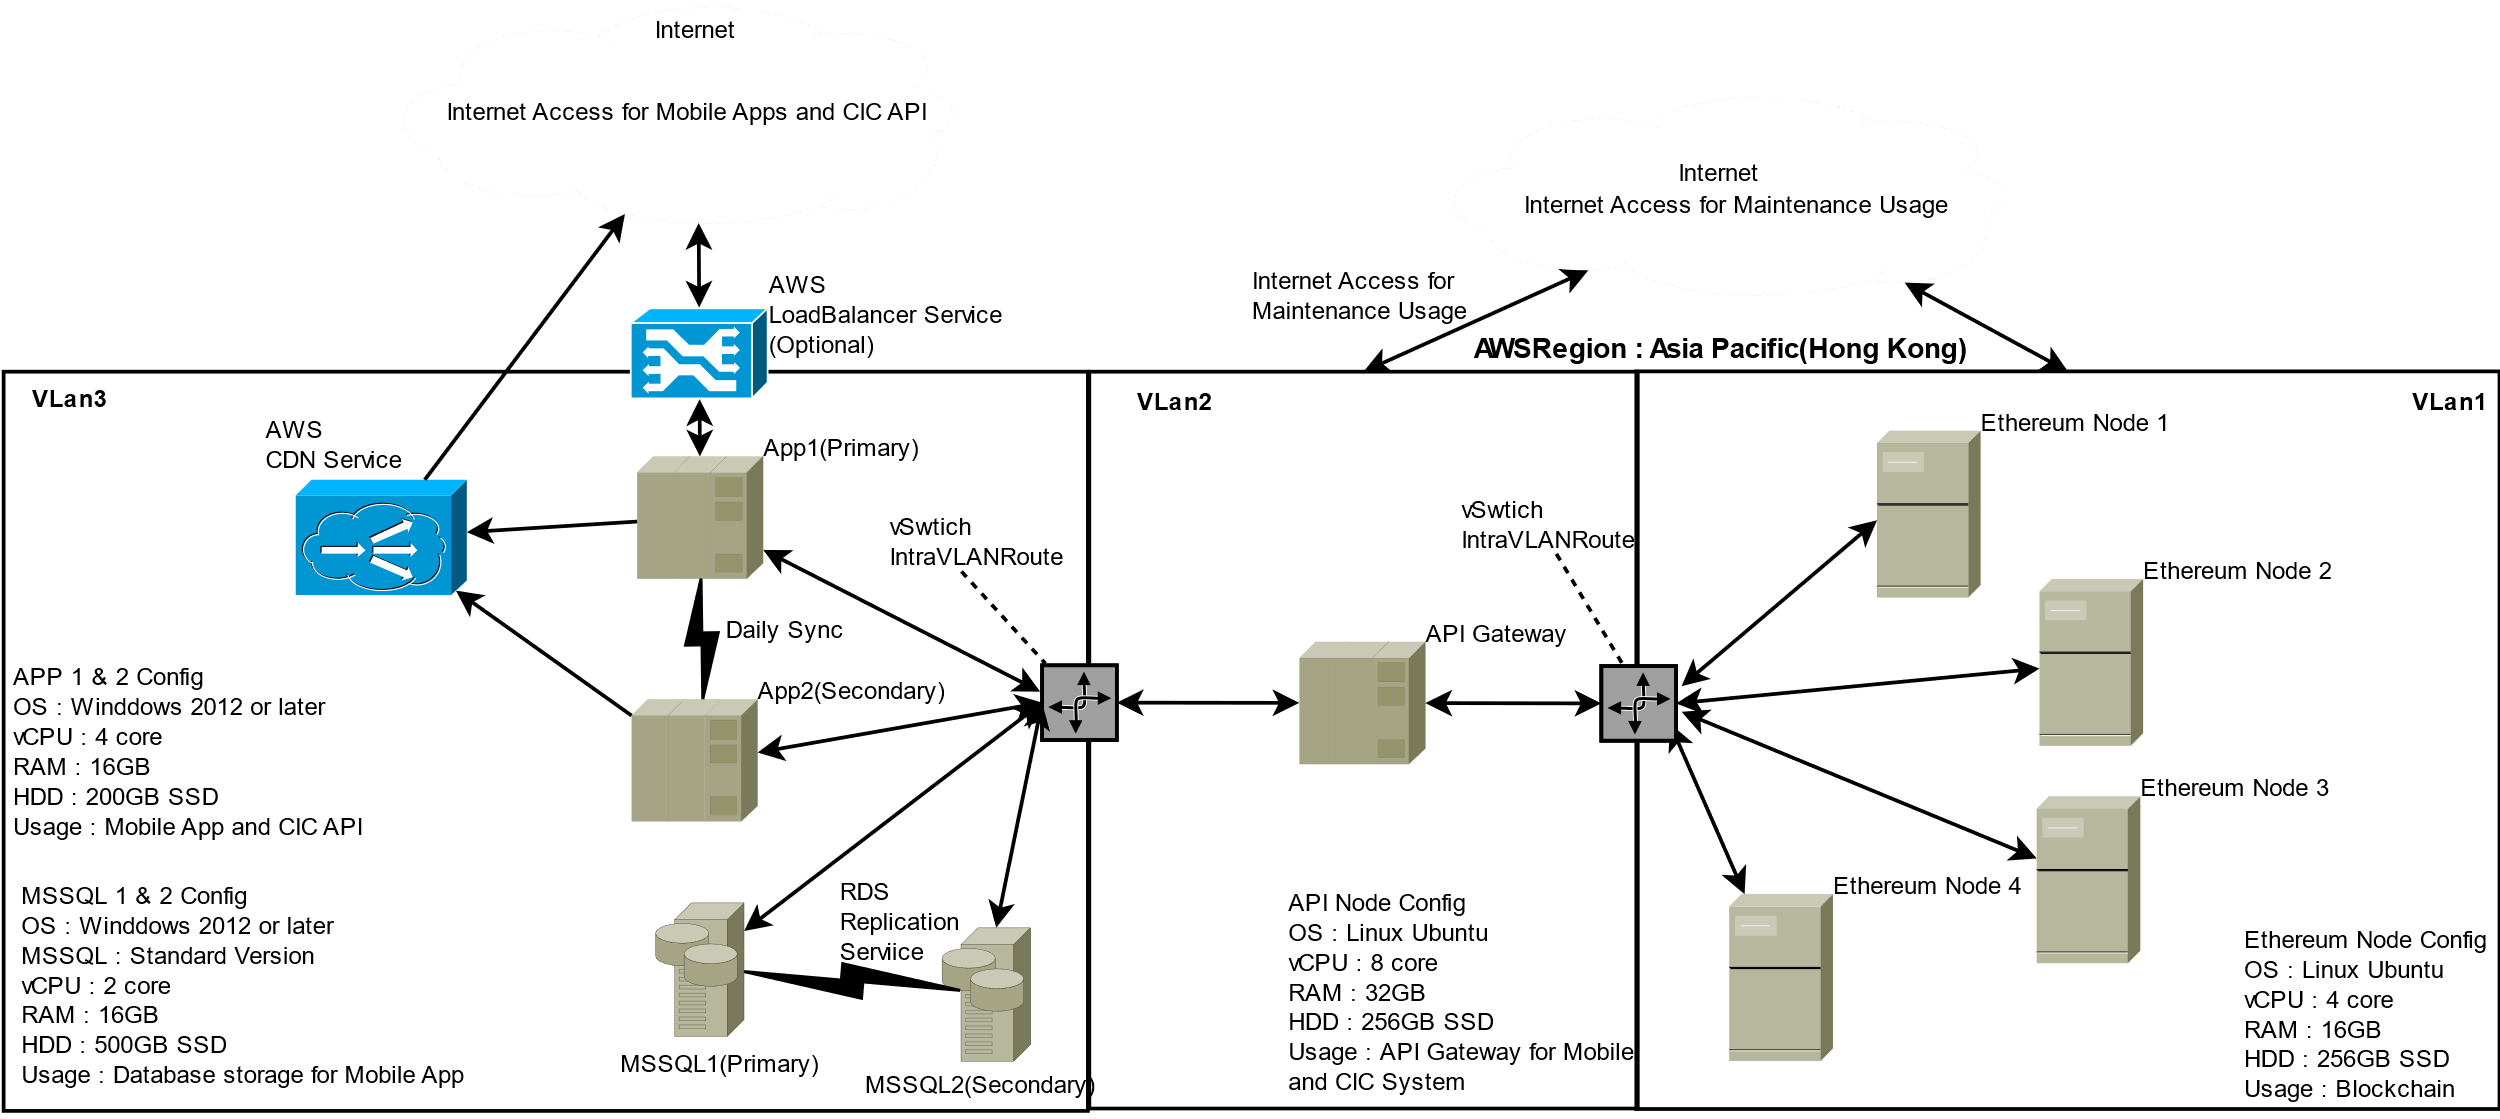 Internet
Internet Access for Mobile Apps and CIC API
Internet
Internet Access for Maintenance Usage
Internet Access for
Maintenance Usage
AWS
LoadBalancer Service
(Optional)
AWSRegion : Asia Pacific(Hong Kong)
VLan3
VLan2
VLan1
AWS
CDN Service
App1(Primary)
vSwtich
IntraVLANRoute
Daily Sync
App2(Secondary)
APP 1 & 2 Config
OS : Winddows 2012 or later
vCPU : 4 core
RAM : 16GB
HDD : 200GB SSD
Usage : Mobile App and CIC API
MSSQL 1 & 2 Config
OS : Winddows 2012 or later
MSSQL : Standard Version
vCPU : 2 core
RAM : 16GB
HDD : 500GB SSD
Usage : Database storage for Mobile App
RDS
Replication
Serviice
MSSQL1(Primary)
MSSQL2(Secondary)
vSwtich
IntraVLANRoute
API Gateway
API Node Config
OS : Linux Ubuntu
vCPU : 8 core
RAM : 32GB
HDD : 256GB SSD
Usage : API Gateway for Mobile
and CIC System
Ethereum Node 1
Ethereum Node 2
Ethereum Node 3
Ethereum Node 4
Ethereum Node Config
OS : Linux Ubuntu
vCPU : 4 core
RAM : 16GB
HDD : 256GB SSD
Usage : Blockchain